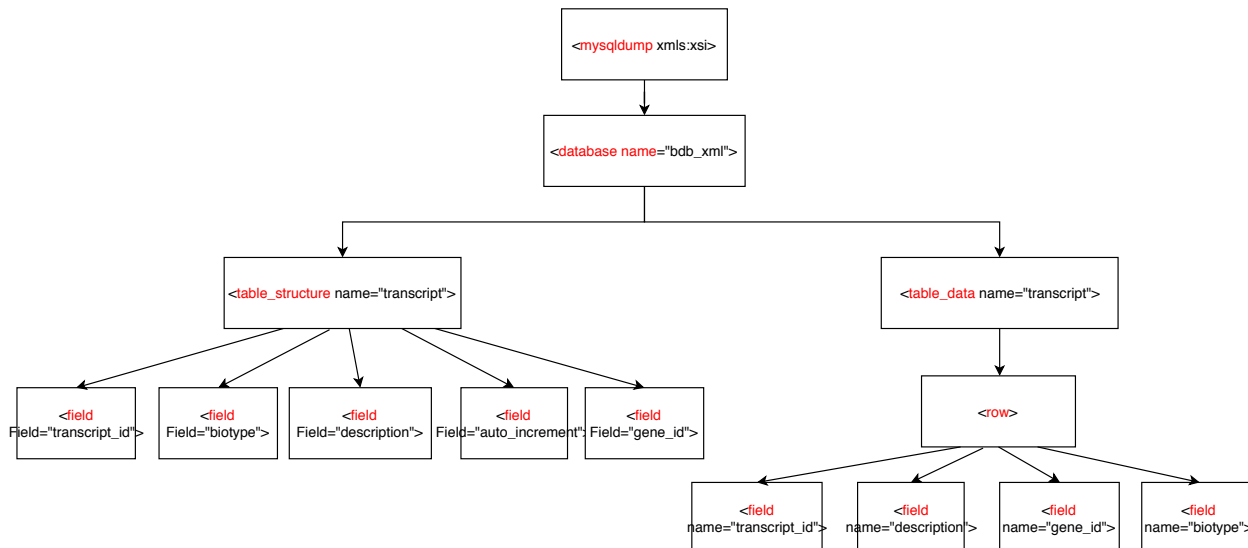 <mysqldump xmls:xsi>
<database name="bdb_xml">
<table_structure name="transcript">
<table_data name="transcript">
<field
Field="transcript_id">
<field
Field="biotype">
<field
Field="description">
<field
Field="auto_increment">
<field
Field="gene_id">
<row>
<field
name="transcript_id">
<field
name="description">
<field
name="gene_id">
<field
name="biotype">